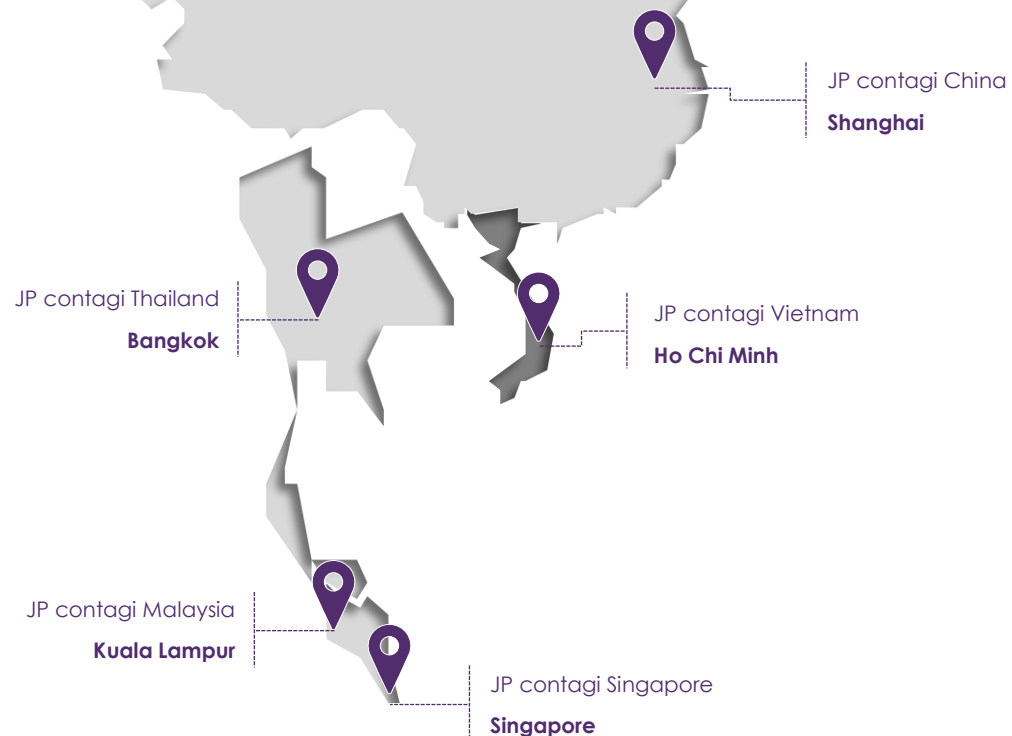 JP contagi China
Shanghai
JP contagi Thailand
Bangkok
JP contagi Vietnam
Ho Chi Minh
JP contagi Malaysia
Kuala Lampur
JP contagi Singapore
Singapore